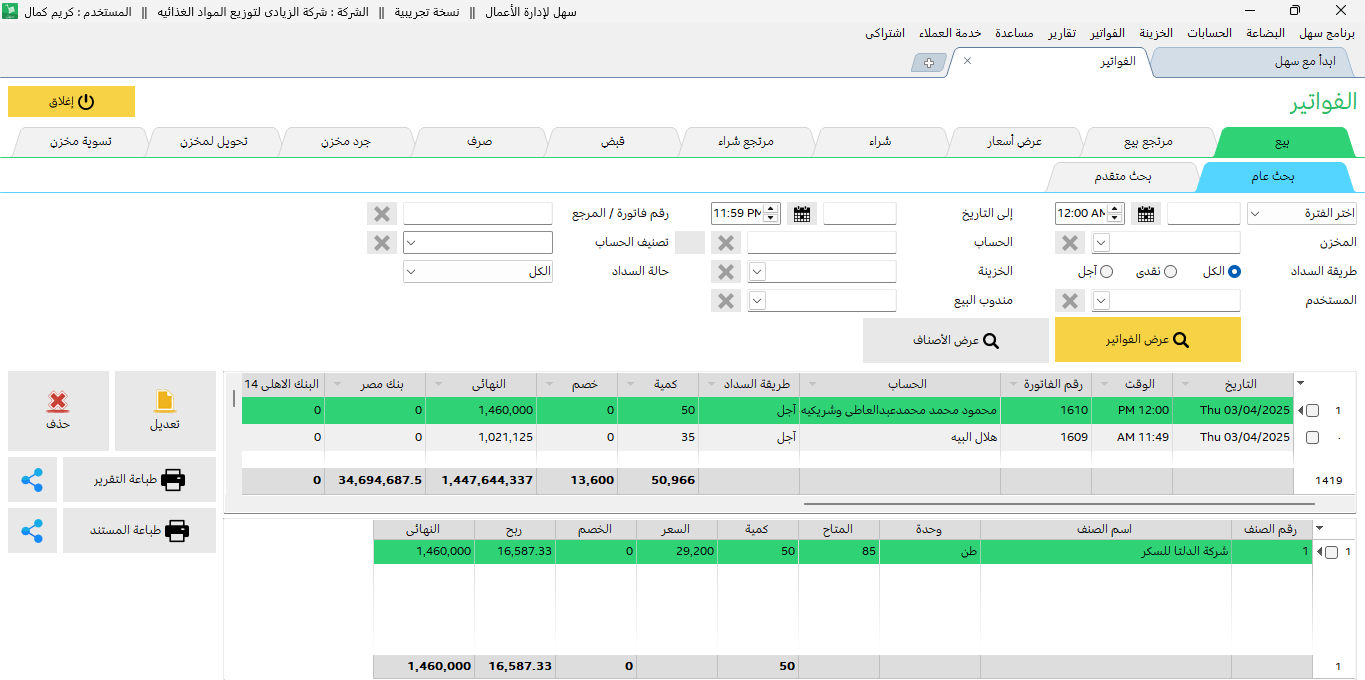 سهل لإدارة الأعمال || نسخة تجريبية || الشركة : شركة الزيادى لتوزيع المواد الغذائيه || المستخدم : كريم كمال
برنامج سهل البضاعة الحسابات الخزينة الفواتير تقارير مساعدة خدمة العملاء اشتراكى
ابدأ مع سهل الفواتير
الفواتير إغلاق
بيع مرتجع بيع عرض أسعار شراء مرتجع شراء قبض صرف جرد مخزن تحويل لمخزن تسوية مخزن
بحث عام بحث متقدم
اختر الفترة 12:00 AM إلى التاريخ 11:59 PM رقم فاتورة / المرجع
المخزن الحساب تصنيف الحساب
طريقة السداد الكل نقدى آجل الخزينة حالة السداد الكل
المستخدم مندوب البيع
عرض الفواتير عرض الأصناف
التاريخ الوقت رقم الفاتورة طريقة السداد الحساب كمية خصم النهائى بنك مصر البنك الاهلى 14
1 Thu 03/04/2025 12:00 PM 1610 محمود محمد محمدعبدالعاطى وشريكيه آجل 50 0 1,460,000 0 0
Thu 03/04/2025 11:49 AM 1609 هلال البيه آجل 35 0 1,021,125 0 0
1419 50,966 13,600 1,447,644,337 34,694,687.5 0
تعديل حذف
طباعة التقرير
طباعة المستند
رقم الصنف اسم الصنف وحدة المتاح كمية السعر الخصم ربح النهائى
1 1 شركة الدلتا للسكر طن 85 50 29,200 0 16,587.33 1,460,000
1 50 0 16,587.33 1,460,000